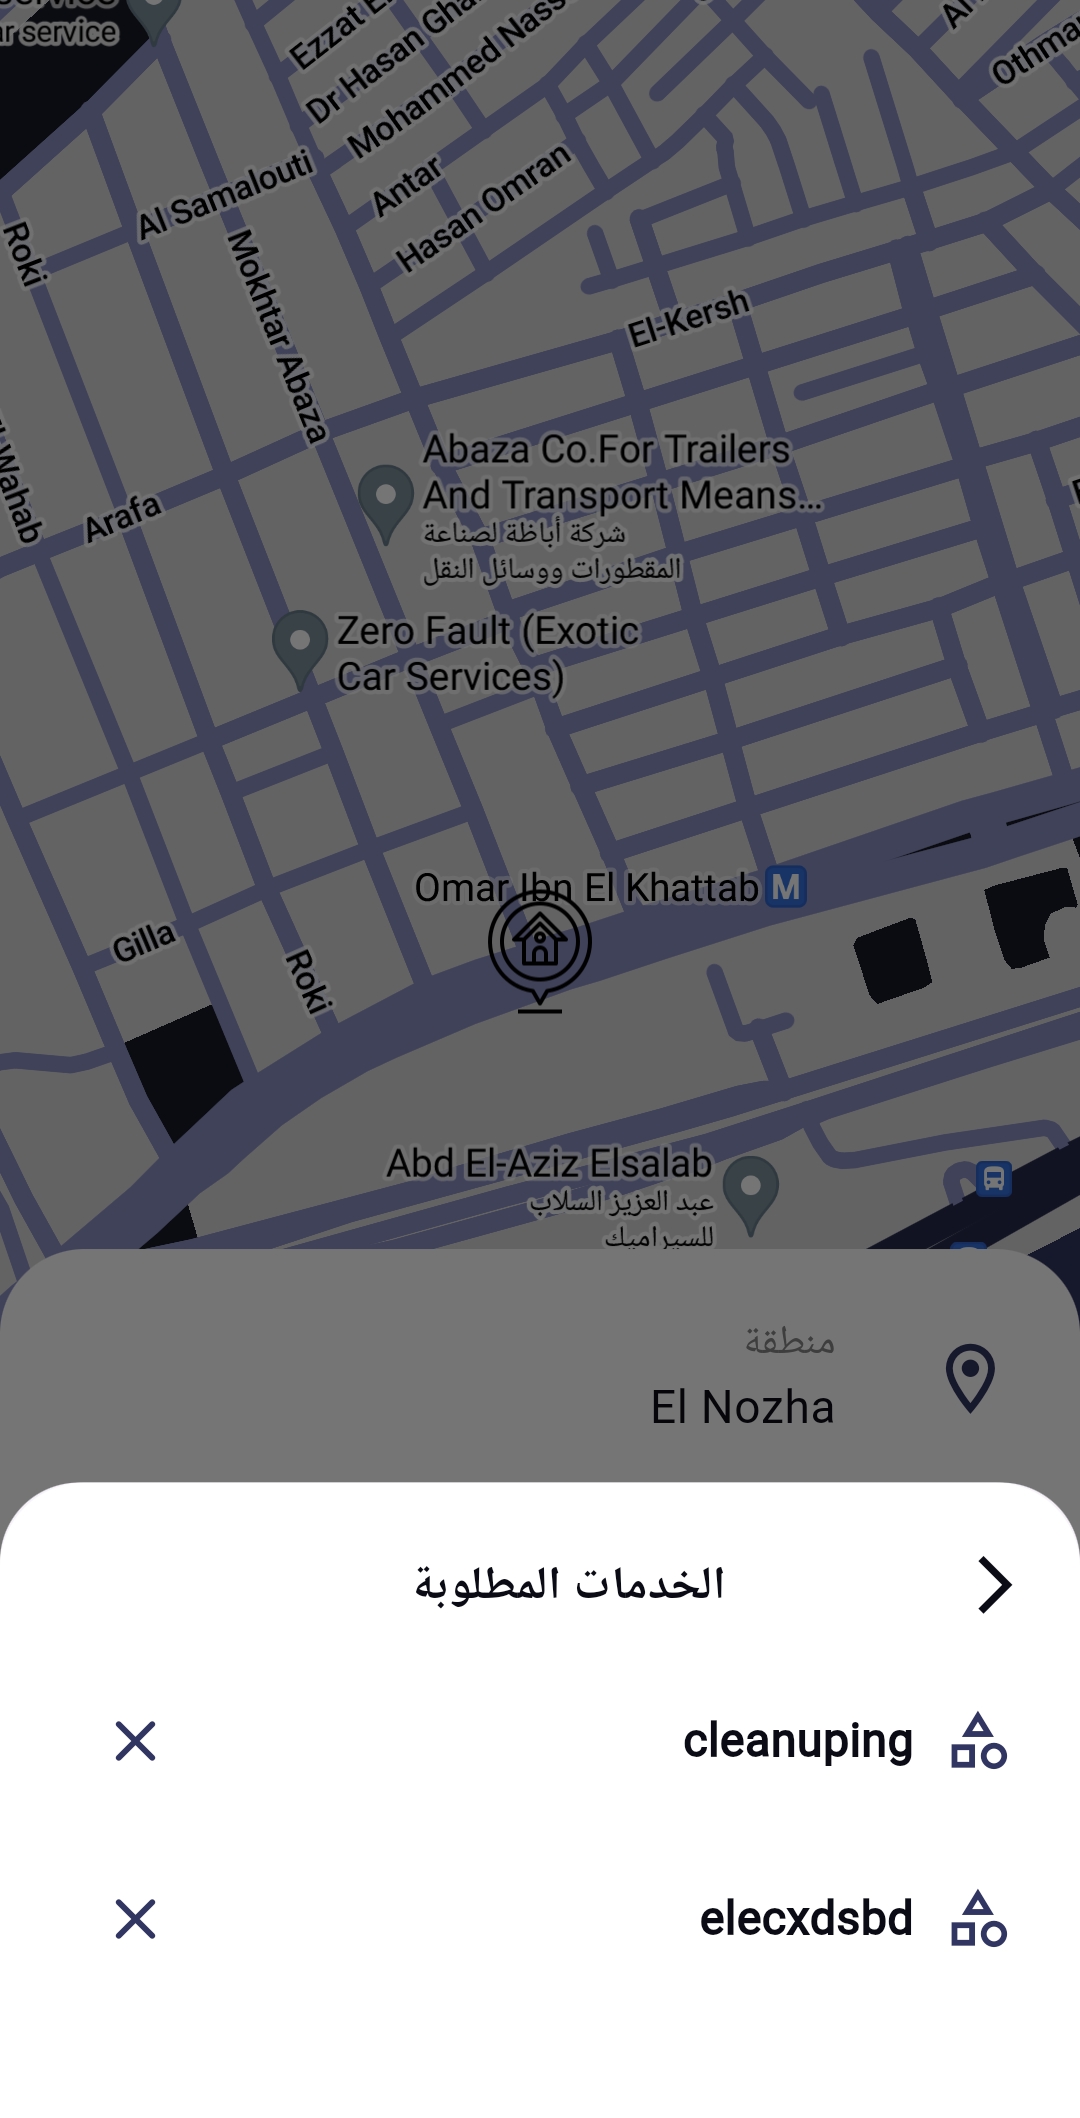 ar service
Ezzat
Dr Hasan
Mohammed
Othma
Al Samalouti
Antar
Hasan Omran
Roki
Mokhtar Abaza
El-Kersh
Wahab
Arafa
Abaza Co.For Trailers
And Transport Means...
شركة أباظة لصناعة
المقطورات ووسائل النقل
Zero Fault (Exotic
Car Services)
Omar Ibn El Khattab M
Gilla
Roki
Abd El-Aziz Elsalab
عبد العزيز السلاب
للسيراميك
منطقة
El Nozha
الخدمات المطلوبة
cleanuping
elecxdsbd